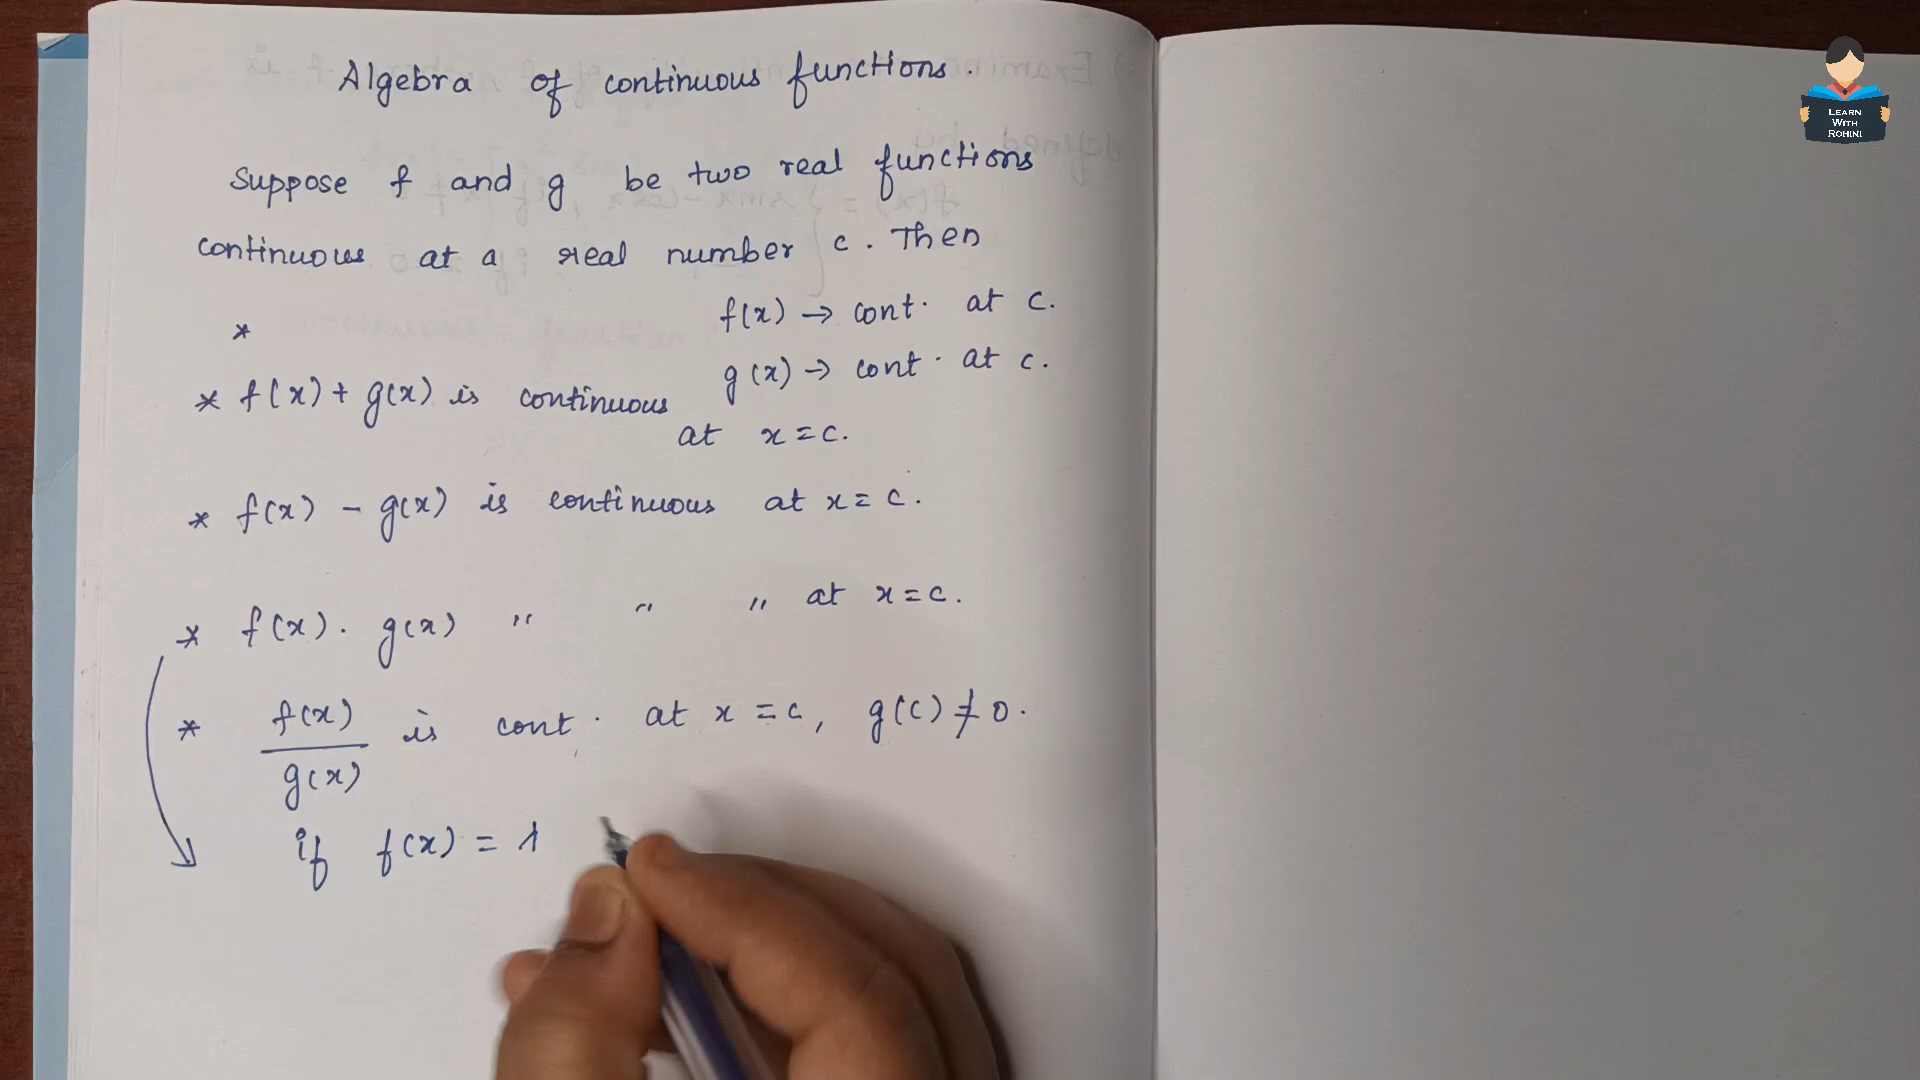 Algebra of continuous functions.
Suppose f and g be two real functions
continuous at a real number c. Then
* f(x) → cont. at c.
g(x) → cont. at c.
* f(x) + g(x) is continuous
at x = c.
* f(x) - g(x) is continuous at x = c.
* f(x). g(x) " " " at x = c.
* f(x)/g(x) is cont. at x = c, g(c) ≠ 0.
if f(x) = λ
LEARN
WITH
ROHINI